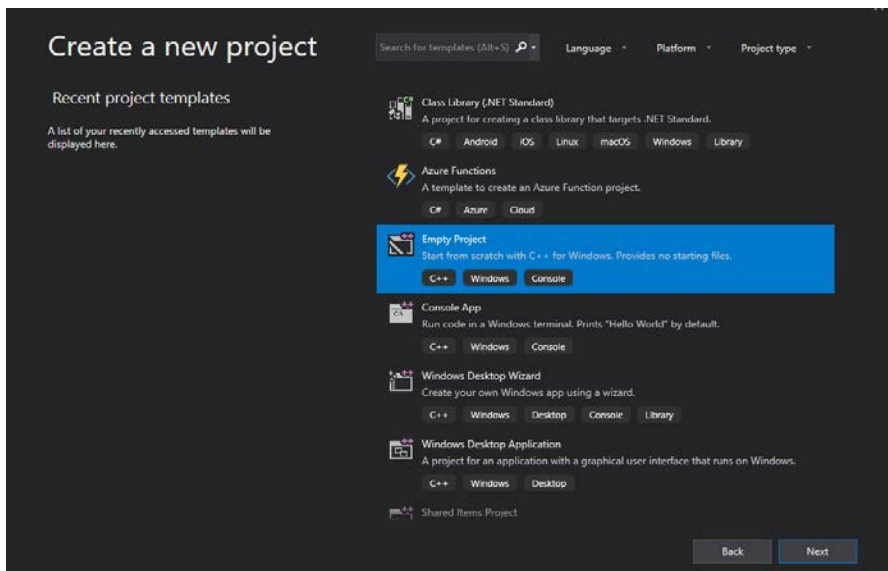 Create a new project
Search for templates (Alt+S)
Language
Platform
Project type
Recent project templates
A list of your recently accessed templates will be
displayed here.
Class Library (.NET Standard)
A project for creating a class library that targets .NET Standard.
C# Android iOS Linux macOS Windows Library
Azure Functions
A template to create an Azure Function project.
C# Azure Cloud
Empty Project
Start from scratch with C++ for Windows. Provides no starting files.
C++ Windows Console
Console App
Run code in a Windows terminal. Prints "Hello World" by default.
C++ Windows Console
Windows Desktop Wizard
Create your own Windows app using a wizard.
C++ Windows Desktop Console Library
Windows Desktop Application
A project for an application with a graphical user interface that runs on Windows.
C++ Windows Desktop
Shared Items Project
Back
Next